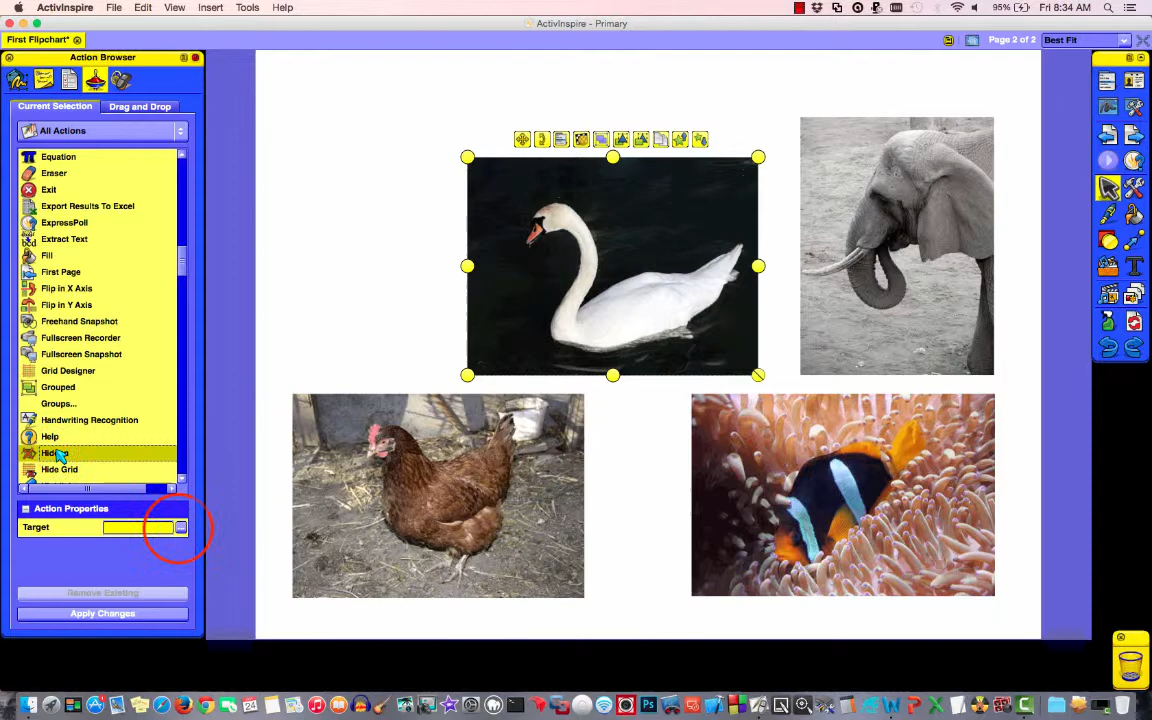 ActivInspire File Edit View Insert Tools Help 95% Fri 8:34 AM
ActivInspire - Primary
First Flipchart* Page 2 of 2 Best Fit
Action Browser
Current Selection Drag and Drop
All Actions
Equation
Eraser
Exit
Export Results To Excel
ExpressPoll
Extract Text
Fill
First Page
Flip in X Axis
Flip in Y Axis
Freehand Snapshot
Fullscreen Recorder
Fullscreen Snapshot
Grid Designer
Grouped
Groups...
Handwriting Recognition
Help
Hide Grid
Action Properties
Target
Remove Existing
Apply Changes